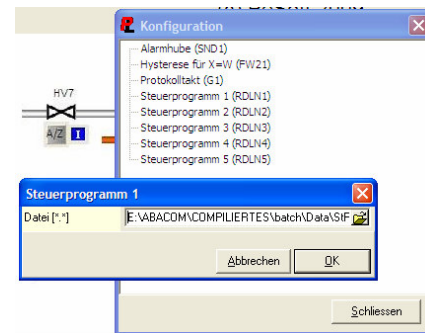 Konfiguration
Alarmhube (SND1)
Hysterese für X=W (FW21)
Protokolltakt (G1)
Steuerprogramm 1 (RDLN1)
Steuerprogramm 2 (RDLN2)
Steuerprogramm 3 (RDLN3)
Steuerprogramm 4 (RDLN4)
Steuerprogramm 5 (RDLN5)
HV7
A/Z I
Steuerprogramm 1
Datei [*.*] E:\ABACOM\COMPILIERTES\batch\Data\StF
Abbrechen OK
Schliessen